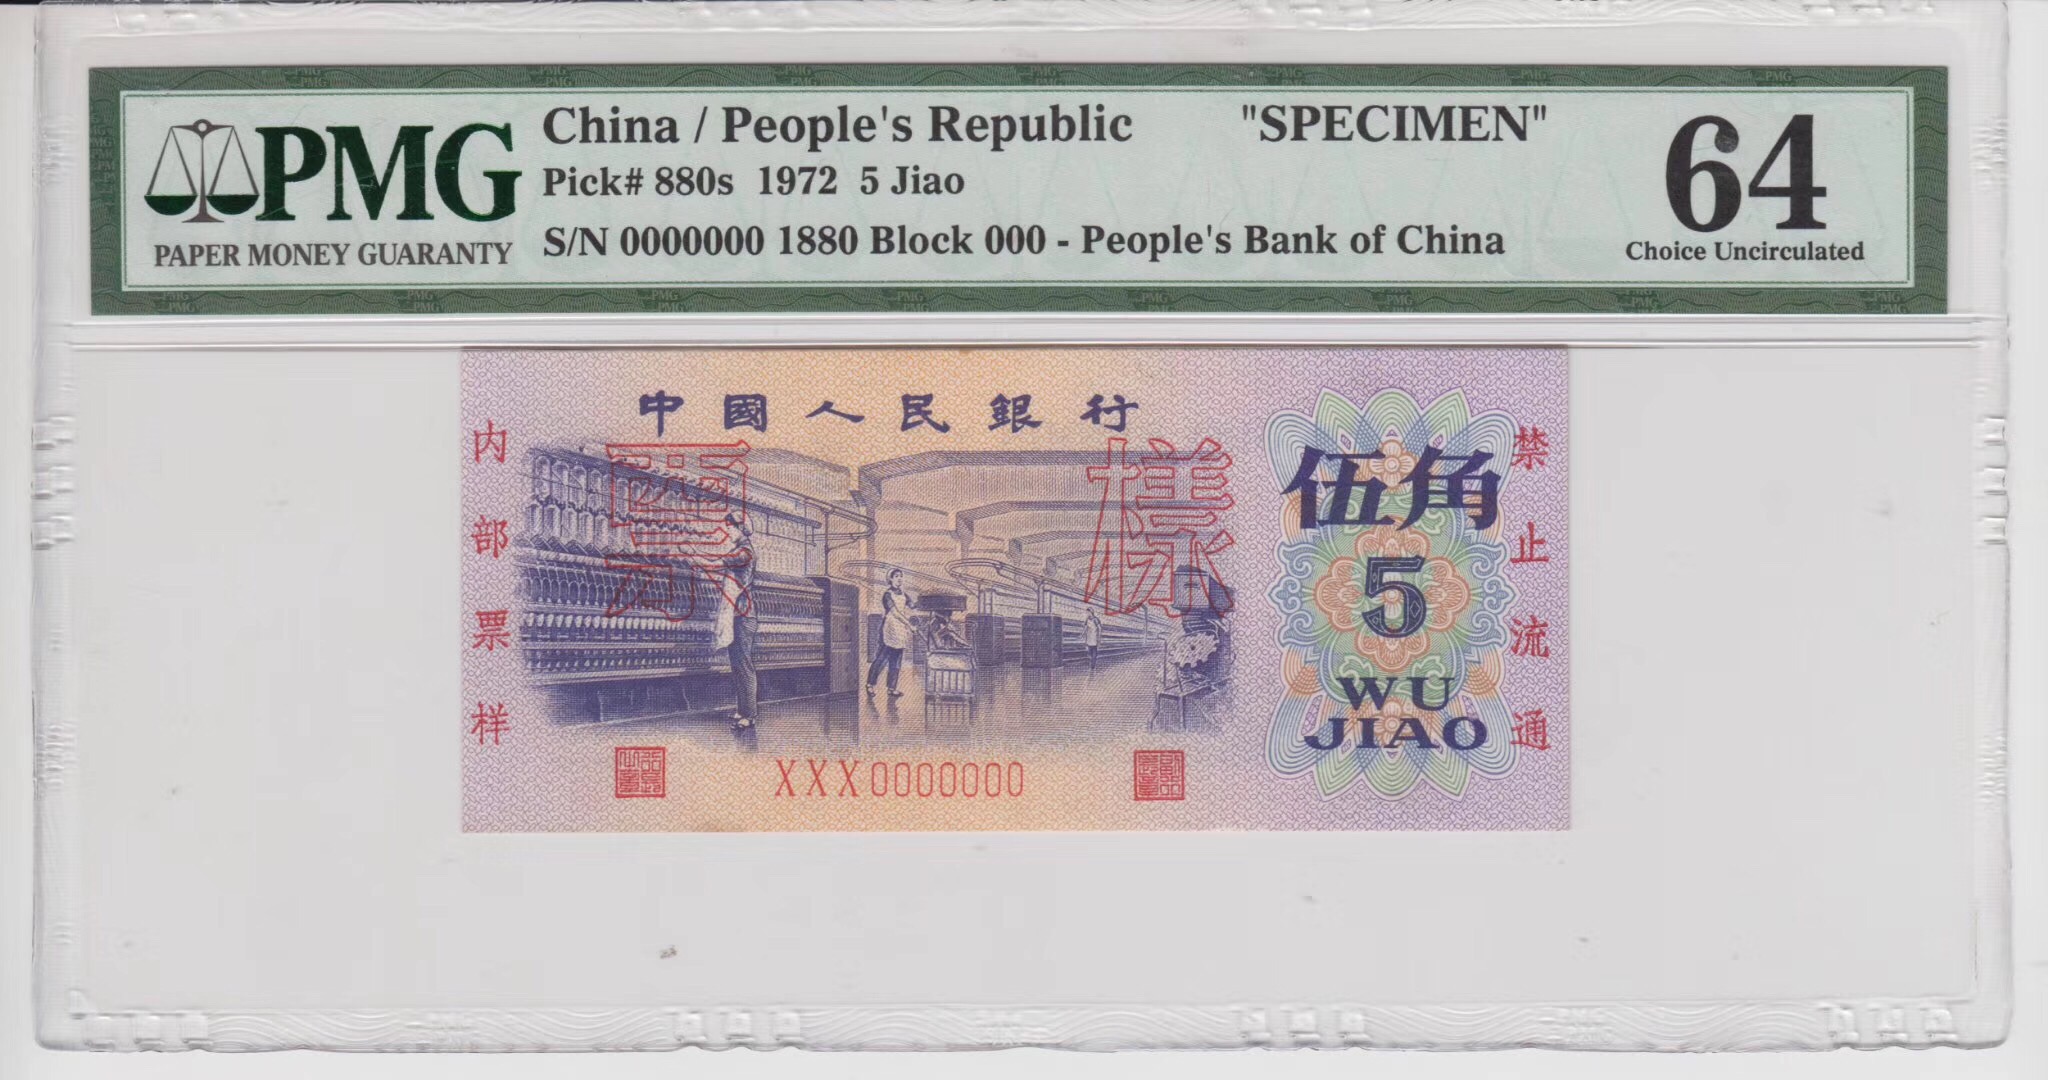 PMG
PAPER MONEY GUARANTY
China / People's Republic "SPECIMEN"
Pick# 880s 1972 5 Jiao
S/N 0000000 1880 Block 000 - People's Bank of China
64
Choice Uncirculated
中國人民銀行
内部票样
票樣
禁止流通
伍角
5
WU
JIAO
XXX0000000